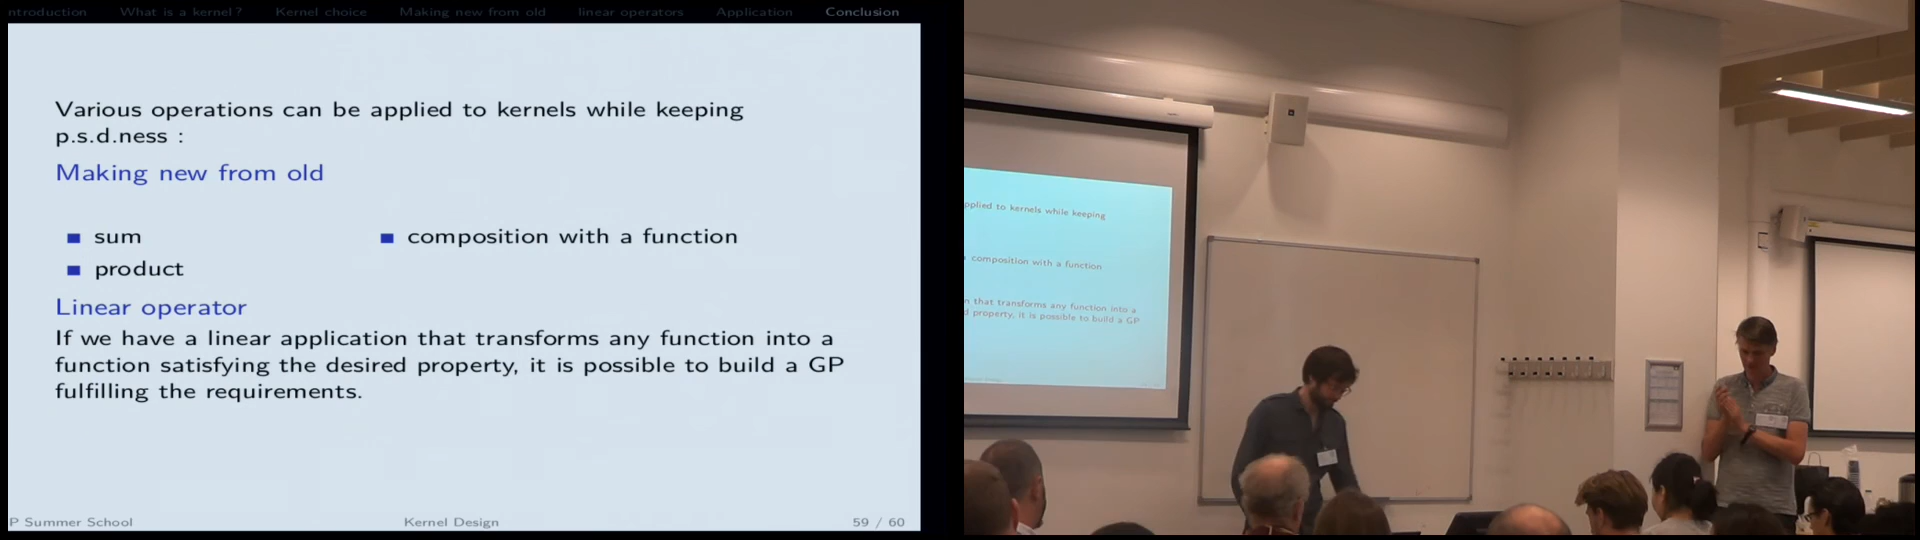 ntroduction What is a kernel? Kernel choice Making new from old linear operators Application Conclusion
Various operations can be applied to kernels while keeping
p.s.d.ness :
Making new from old
■ sum ■ composition with a function
■ product
Linear operator
If we have a linear application that transforms any function into a
function satisfying the desired property, it is possible to build a GP
fulfilling the requirements.
P Summer School Kernel Design 59 / 60
pplied to kernels while keeping
composition with a function
n that transforms any function into a
d property, it is possible to build a GP